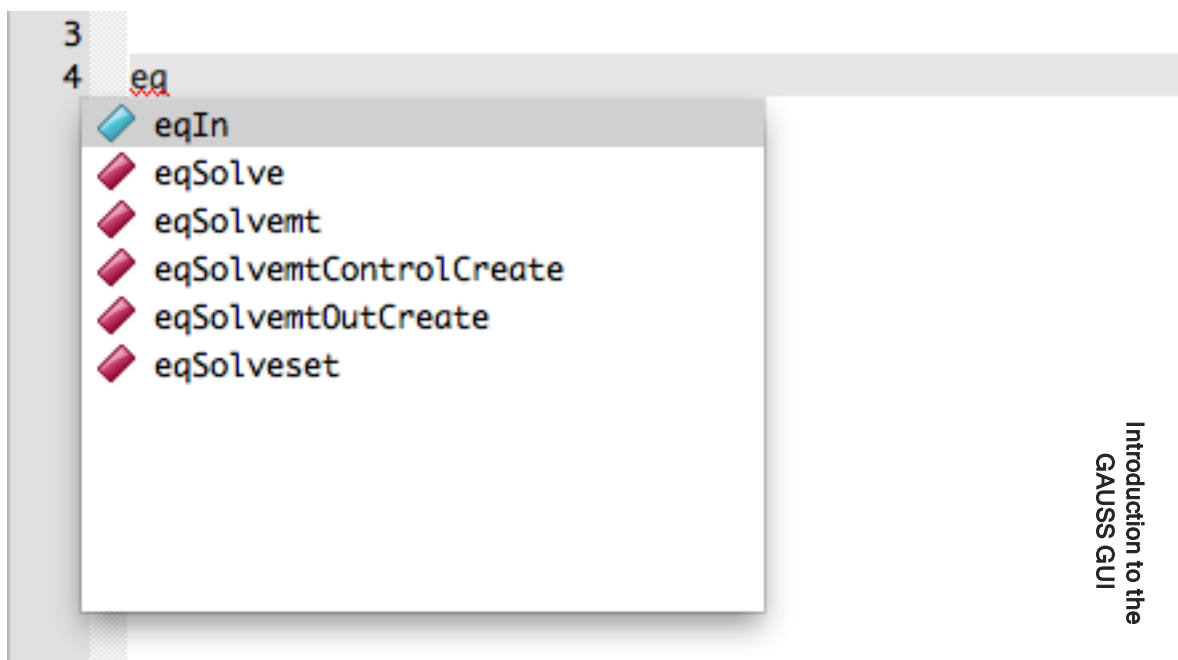 3
4 eq
eqIn
eqSolve
eqSolvemt
eqSolvemtControlCreate
eqSolvemtOutCreate
eqSolveset
Introduction to the
GAUSS GUI